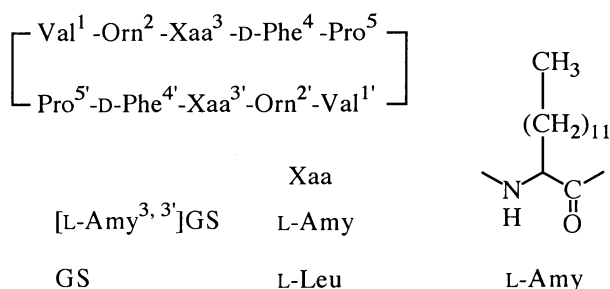 Val¹ -Orn² -Xaa³ -D-Phe⁴ -Pro⁵
Pro⁵'-D-Phe⁴'-Xaa³'-Orn²'-Val¹'
CH₃
(CH₂)₁₁
N
H
C
O
Xaa
[L-Amy³, ³']GS L-Amy
GS L-Leu L-Amy